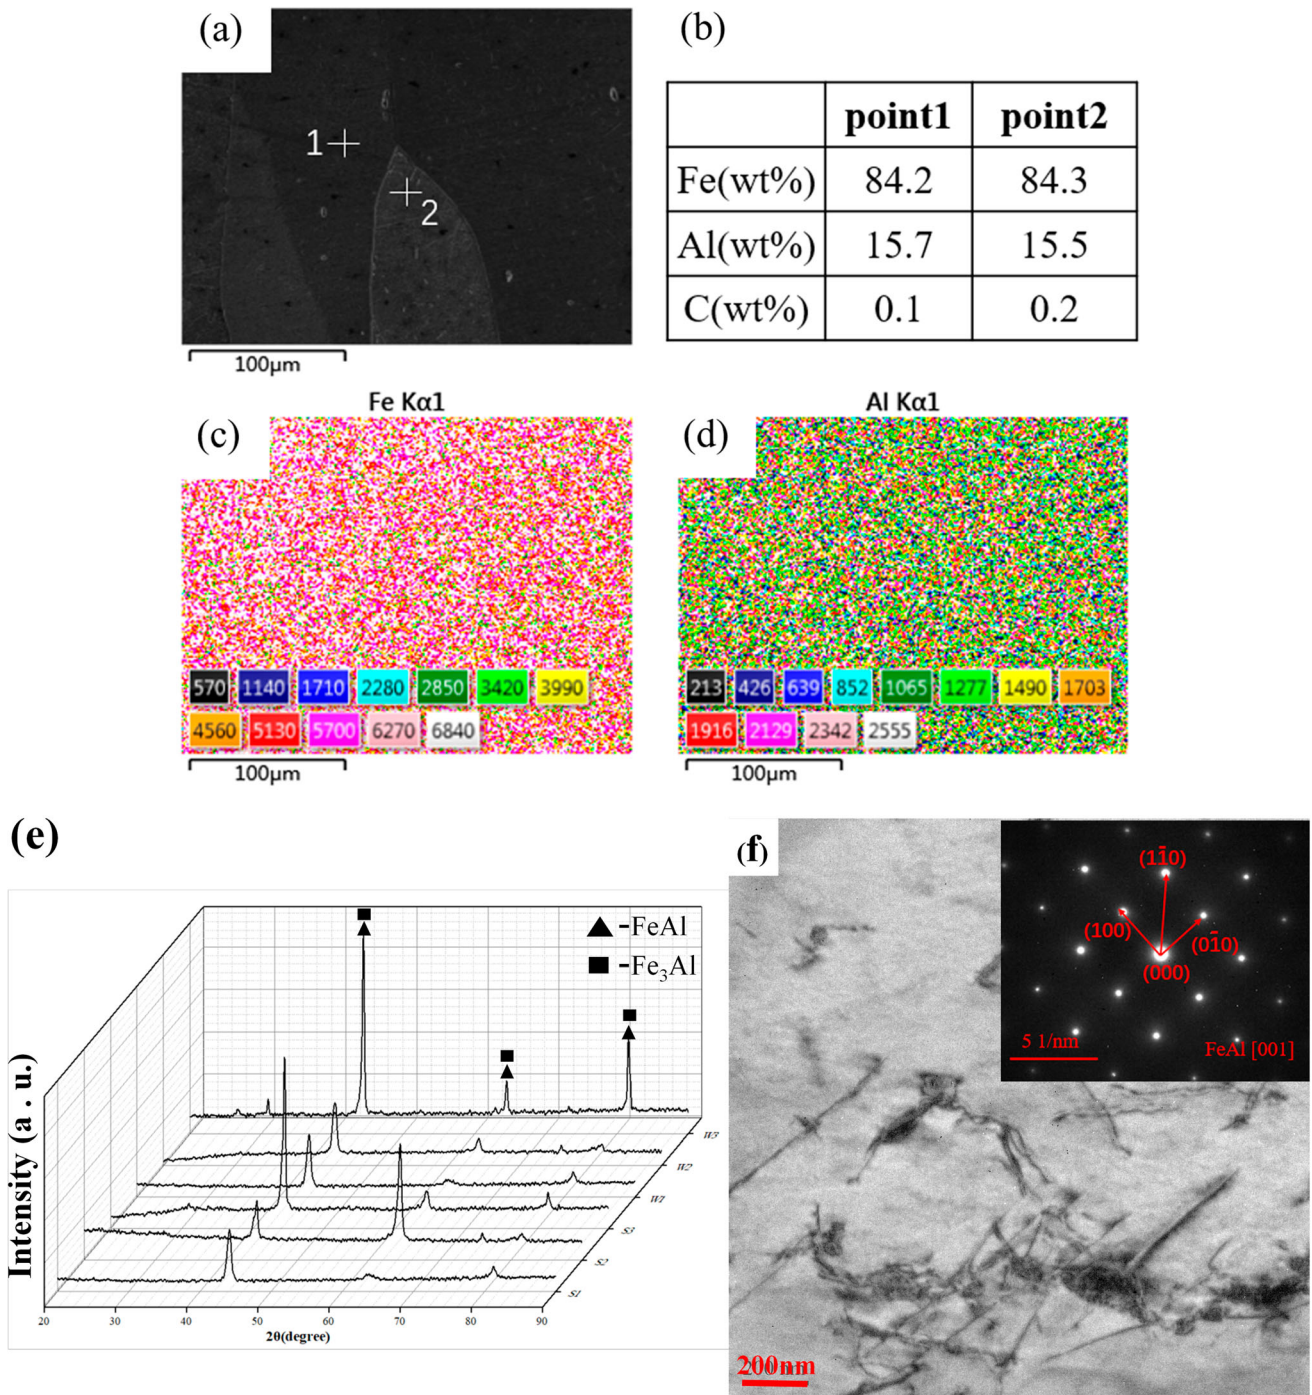 (a)
1
2
100μm
(b)
point1 point2
Fe(wt%) 84.2 84.3
Al(wt%) 15.7 15.5
C(wt%) 0.1 0.2
Fe Kα1
(c)
570 1140 1710 2280 2850 3420 3990
4560 5130 5700 6270 6840
100μm
Al Kα1
(d)
213 426 639 852 1065 1277 1490 1703
1916 2129 2342 2555
100μm
(e)
▲-FeAl
■-Fe₃Al
Intensity (a . u.)
W3
W2
W1
S3
S2
S1
20 30 40 50 60 70 80 90
2θ(degree)
(f)
(11̄0)
(100)
(01̄0)
(000)
5 1/nm
FeAl [001]
200nm